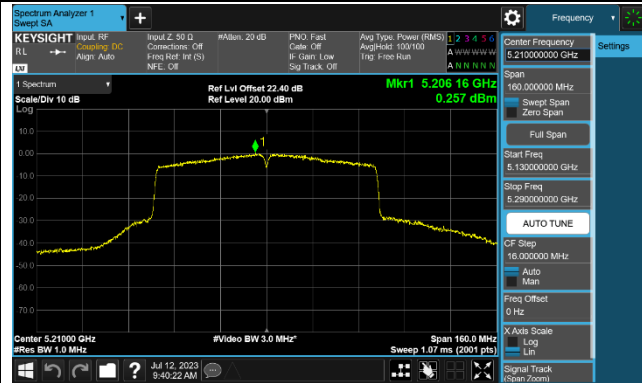 Spectrum Analyzer 1
Swept SA
Frequency
KEYSIGHT
RL
LXI
Input: RF
Coupling: DC
Align: Auto
Input Z: 50 Ω
Corrections: Off
Freq Ref: Int (S)
NFE: Off
#Atten: 20 dB
PNO: Fast
Gate: Off
IF Gain: Low
Sig Track: Off
Avg Type: Power (RMS)
Avg|Hold: 100/100
Trig: Free Run
1 2 3 4 5 6
A W W W W W
A N N N N N
1 Spectrum
Scale/Div 10 dB
Log
Ref Lvl Offset 22.40 dB
Ref Level 20.00 dBm
Mkr1 5.206 16 GHz
0.257 dBm
1
10.0
0.00
-10.0
-20.0
-30.0
-40.0
-50.0
-60.0
-70.0
Center 5.21000 GHz
#Res BW 1.0 MHz
#Video BW 3.0 MHz*
Span 160.0 MHz
Sweep 1.07 ms (2001 pts)
Center Frequency
5.210000000 GHz
Settings
Span
160.000000 MHz
Swept Span
Zero Span
Full Span
Start Freq
5.130000000 GHz
Stop Freq
5.290000000 GHz
AUTO TUNE
CF Step
16.000000 MHz
Auto
Man
Freq Offset
0 Hz
X Axis Scale
Log
Lin
Signal Track
(Span Zoom)
Jul 12, 2023
9:40:22 AM